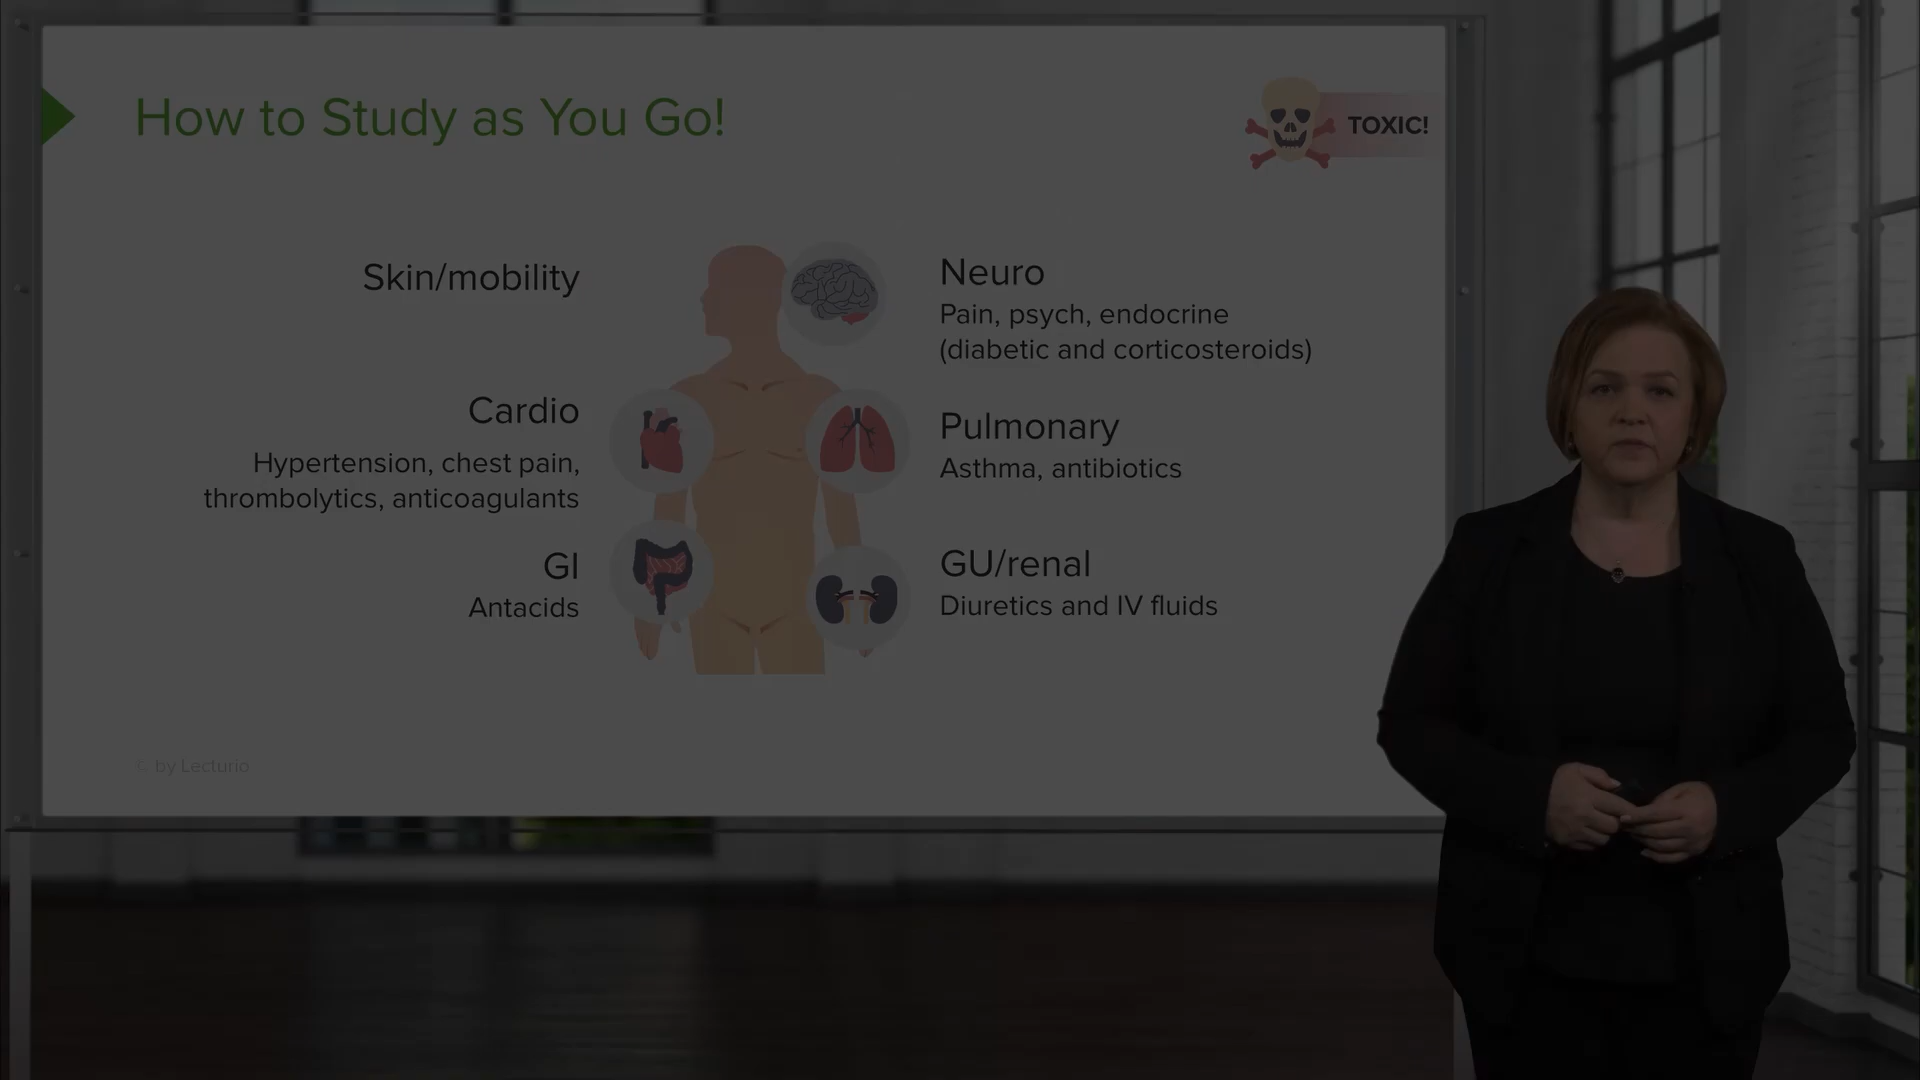 How to Study as You Go!
TOXIC!
Skin/mobility
Cardio
Hypertension, chest pain,
thrombolytics, anticoagulants
GI
Antacids
Neuro
Pain, psych, endocrine
(diabetic and corticosteroids)
Pulmonary
Asthma, antibiotics
GU/renal
Diuretics and IV fluids
© by Lecturio